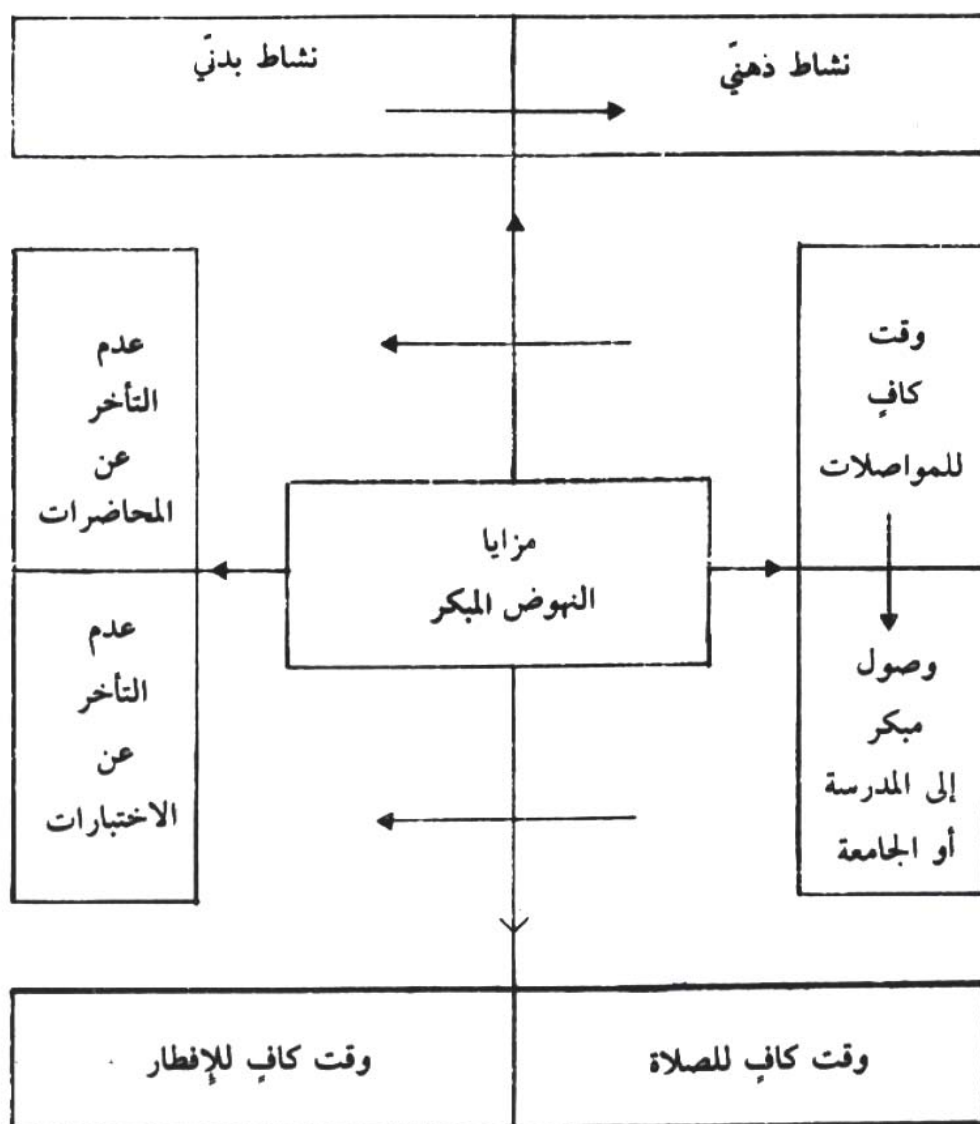 نشاط ذهنيّ
نشاط بدنيّ
وقت
كافٍ
للمواصلات
وصول
مبكر
إلى المدرسة
أو الجامعة
مزايا
النهوض المبكر
عدم
التأخر
عن
المحاضرات
عدم
التأخر
عن
الاختبارات
وقت كافٍ للصلاة
وقت كافٍ للإفطار